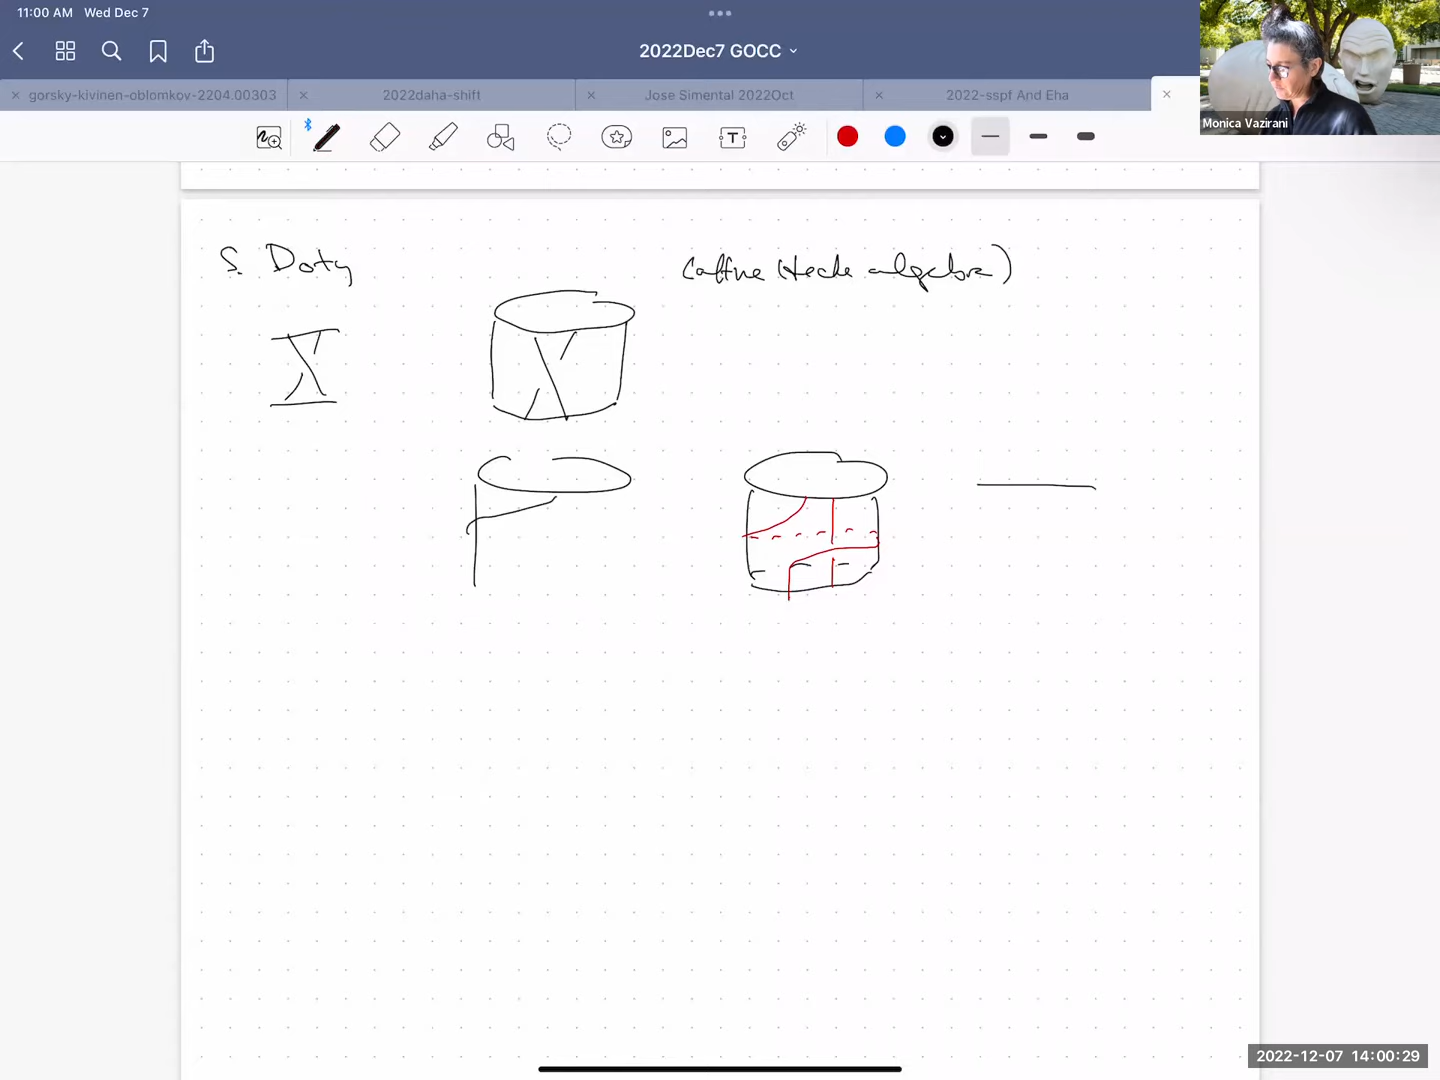 11:00 AM Wed Dec 7
2022Dec7 GOCC
gorsky-kivinen-oblomkov-2204.00303
2022daha-shift
Jose Simental 2022Oct
2022-sspf And Eha
Monica Vazirani
S. Doty
(affine Hecke algebra)
2022-12-07 14:00:29